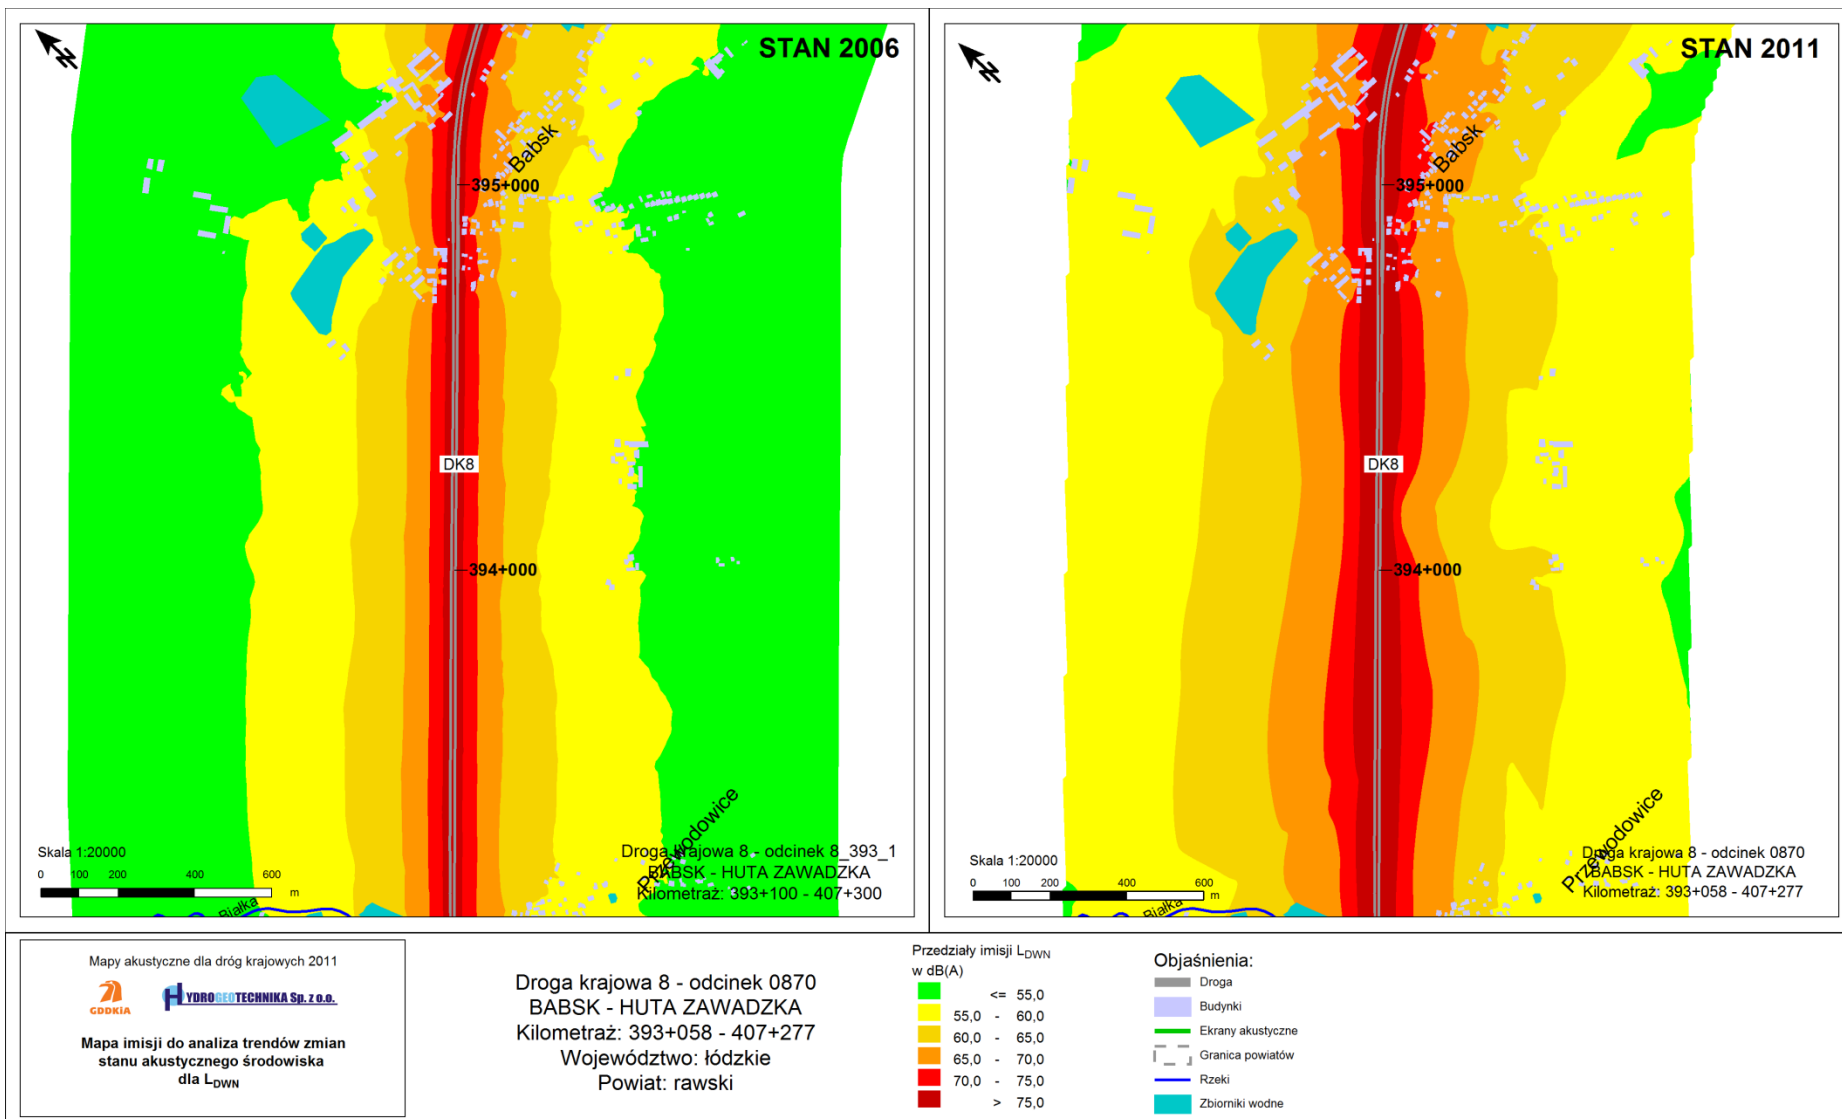 N
STAN 2006
Babsk
395+000
DK8
394+000
Przewodowice
Skala 1:20000
0 100 200 400 600
m
Białka
Droga krajowa 8 - odcinek 8_393_1
BABSK - HUTA ZAWADZKA
Kilometraż: 393+100 - 407+300
N
STAN 2011
Babsk
395+000
DK8
394+000
Przewodowice
Skala 1:20000
0 100 200 400 600
m
Białka
Droga krajowa 8 - odcinek 0870
BABSK - HUTA ZAWADZKA
Kilometraż: 393+058 - 407+277
Mapy akustyczne dla dróg krajowych 2011
GDDKiA
HYDROGEOTECHNIKA Sp. z o.o.
Mapa imisji do analiza trendów zmian
stanu akustycznego środowiska
dla LDWN
Droga krajowa 8 - odcinek 0870
BABSK - HUTA ZAWADZKA
Kilometraż: 393+058 - 407+277
Województwo: łódzkie
Powiat: rawski
Przedziały imisji LDWN
w dB(A)
<= 55,0
55,0 - 60,0
60,0 - 65,0
65,0 - 70,0
70,0 - 75,0
> 75,0
Objaśnienia:
Droga
Budynki
Ekrany akustyczne
Granica powiatów
Rzeki
Zbiorniki wodne